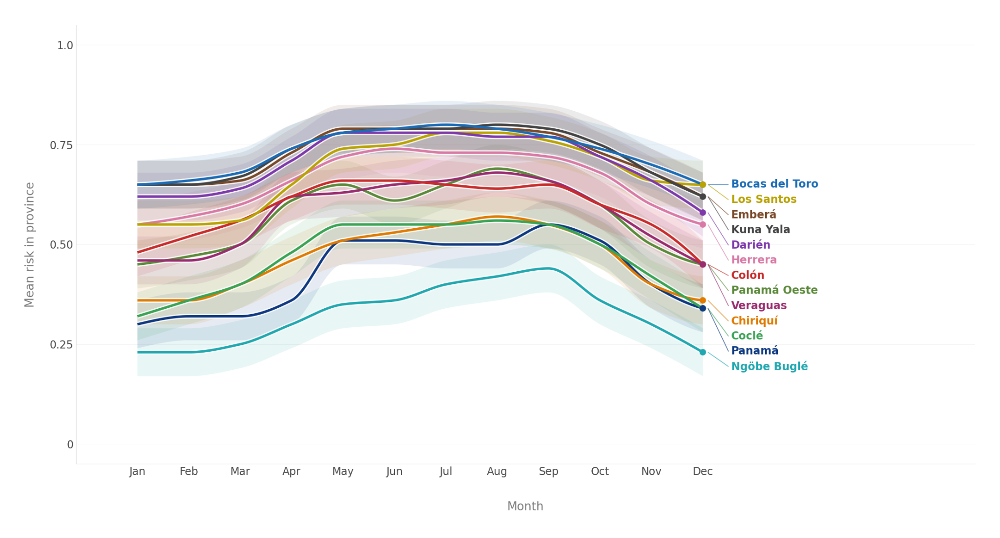 1.0
0.75
0.50
0.25
0
Mean risk in province
Jan Feb Mar Apr May Jun Jul Aug Sep Oct Nov Dec
Month
Bocas del Toro
Los Santos
Emberá
Kuna Yala
Darién
Herrera
Colón
Panamá Oeste
Veraguas
Chiriquí
Coclé
Panamá
Ngöbe Buglé